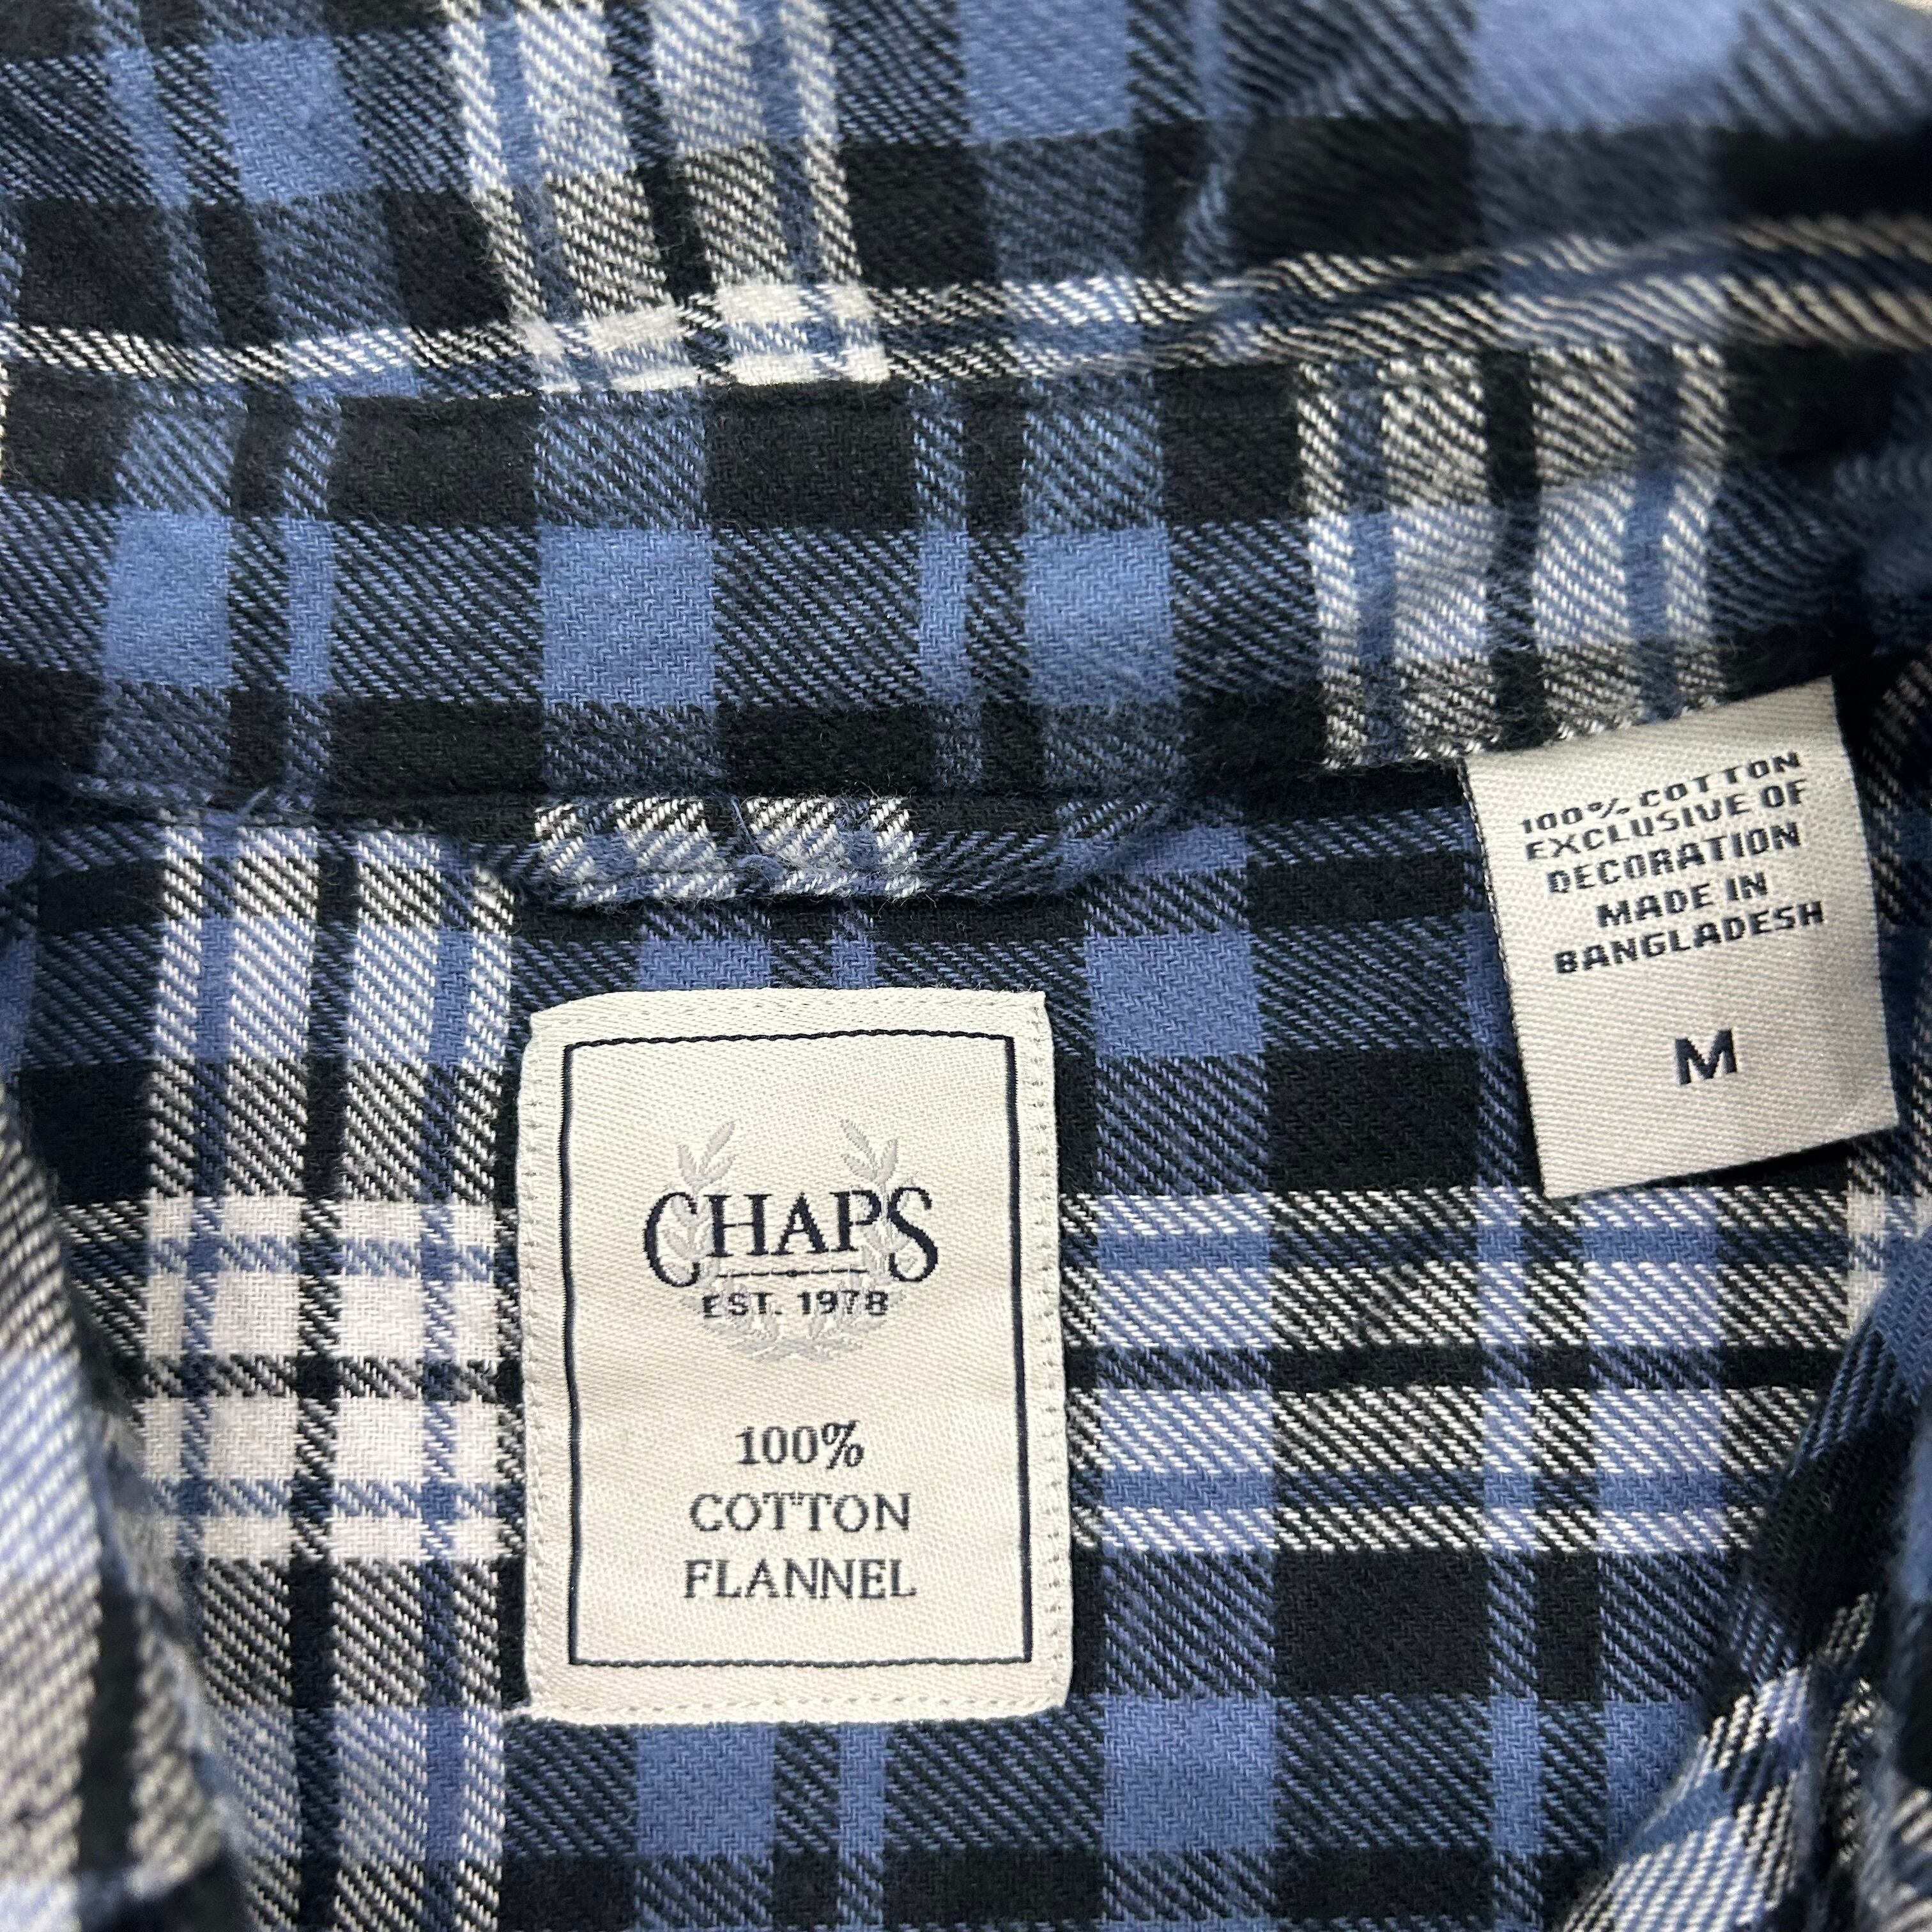 100% COTTON
EXCLUSIVE OF
DECORATION
MADE IN
BANGLADESH
M
CHAPS
EST. 1978
100%
COTTON
FLANNEL